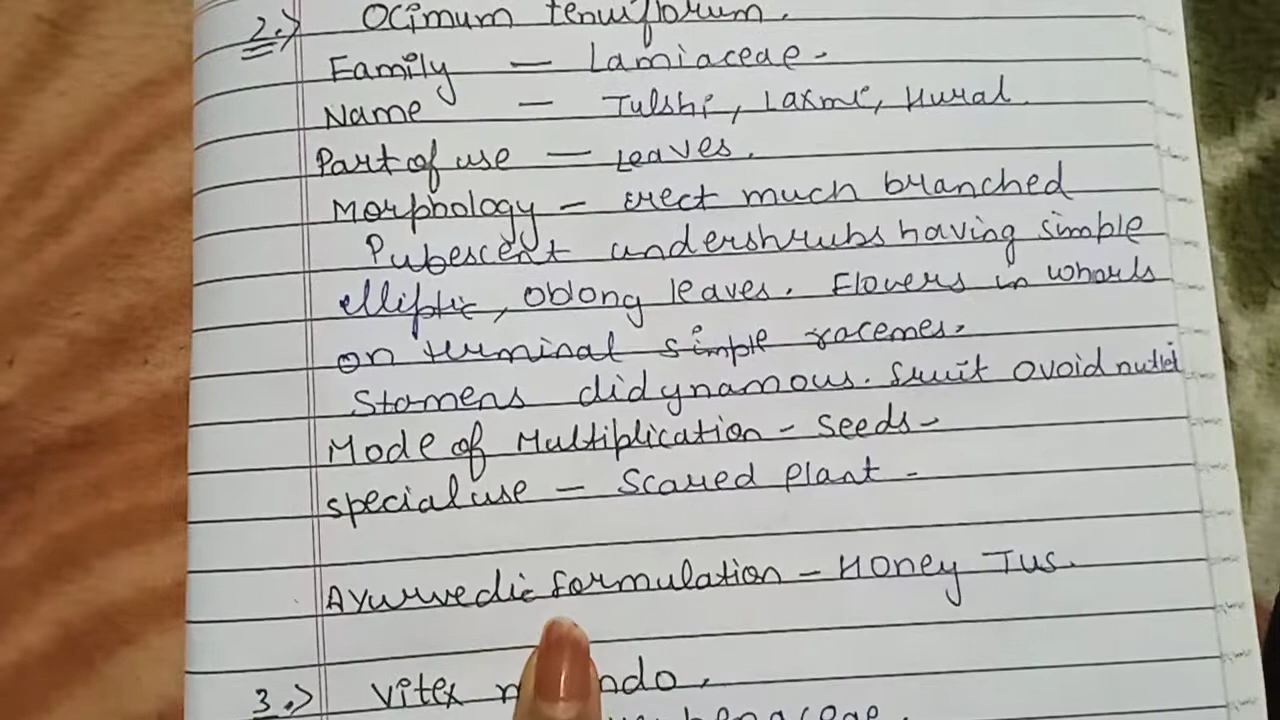 2.) Ocimum tenuiflorum.
Family — Lamiaceae.
Name — Tulshi, Laxmi, Hural.
Part of use — Leaves.
Morphology — erect much branched
Pubescent undershrubs having simple
elliptic, oblong leaves. Flowers in whorls
on terminal simple racemes.
Stamens didynamous. fruit ovoid nutlet
Mode of Multiplication - Seeds-
special use — Scared plant -
Ayurvedic formulation — Honey Tus.
3.) Vitex